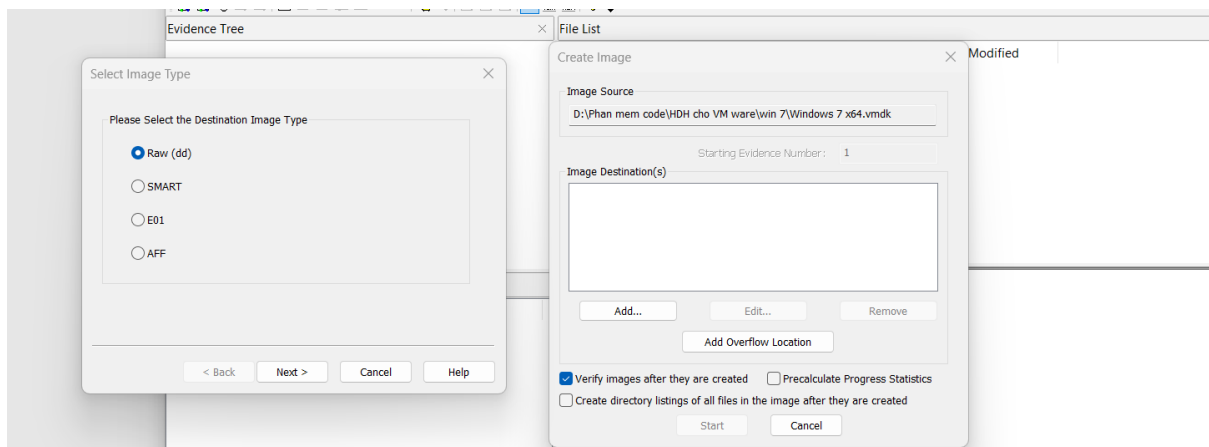 Evidence Tree
File List
Modified
Select Image Type
Please Select the Destination Image Type
Raw (dd)
SMART
E01
AFF
< Back Next > Cancel Help
Create Image
Image Source
D:\Phan mem code\HDH cho VM ware\win 7\Windows 7 x64.vmdk
Starting Evidence Number: 1
Image Destination(s)
Add... Edit... Remove
Add Overflow Location
Verify images after they are created Precalculate Progress Statistics
Create directory listings of all files in the image after they are created
Start Cancel